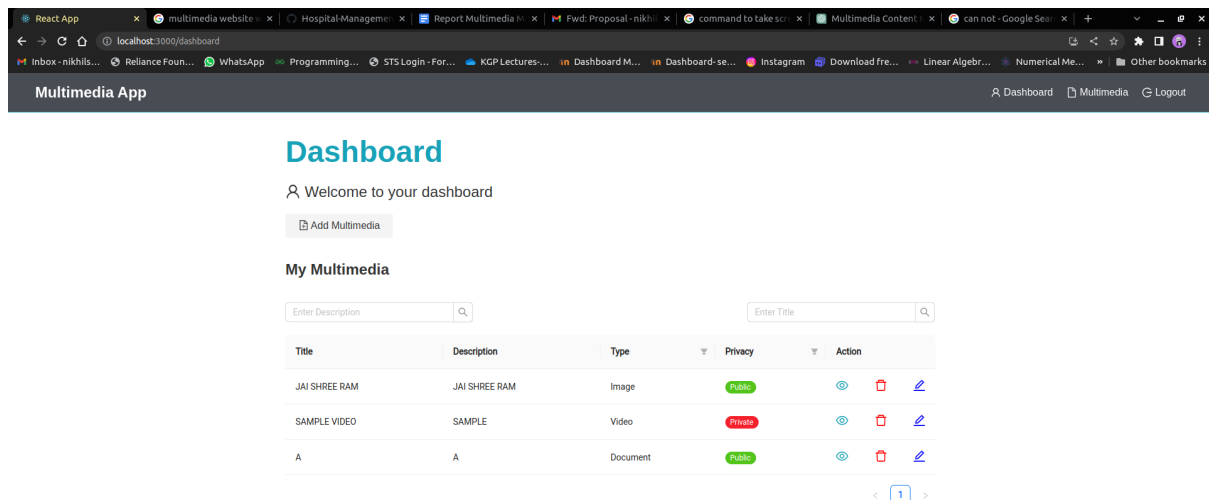 React App
multimedia website w
Hospital-Managemen
Report Multimedia M
Fwd: Proposal - nikhil
command to take scr
Multimedia Content
can not - Google Sear
localhost:3000/dashboard
Inbox - nikhils...
Reliance Foun...
WhatsApp
Programming...
STS Login - For...
KGP Lectures-...
Dashboard M...
Dashboard- se...
Instagram
Download fre...
Linear Algebr...
Numerical Me...
»
Other bookmarks
Multimedia App
Dashboard
Multimedia
Logout
Dashboard
Welcome to your dashboard
Add Multimedia
My Multimedia
Enter Description
Enter Title
Title Description Type Privacy Action
JAI SHREE RAM JAI SHREE RAM Image Public
SAMPLE VIDEO SAMPLE Video Private
A A Document Public
< 1 >